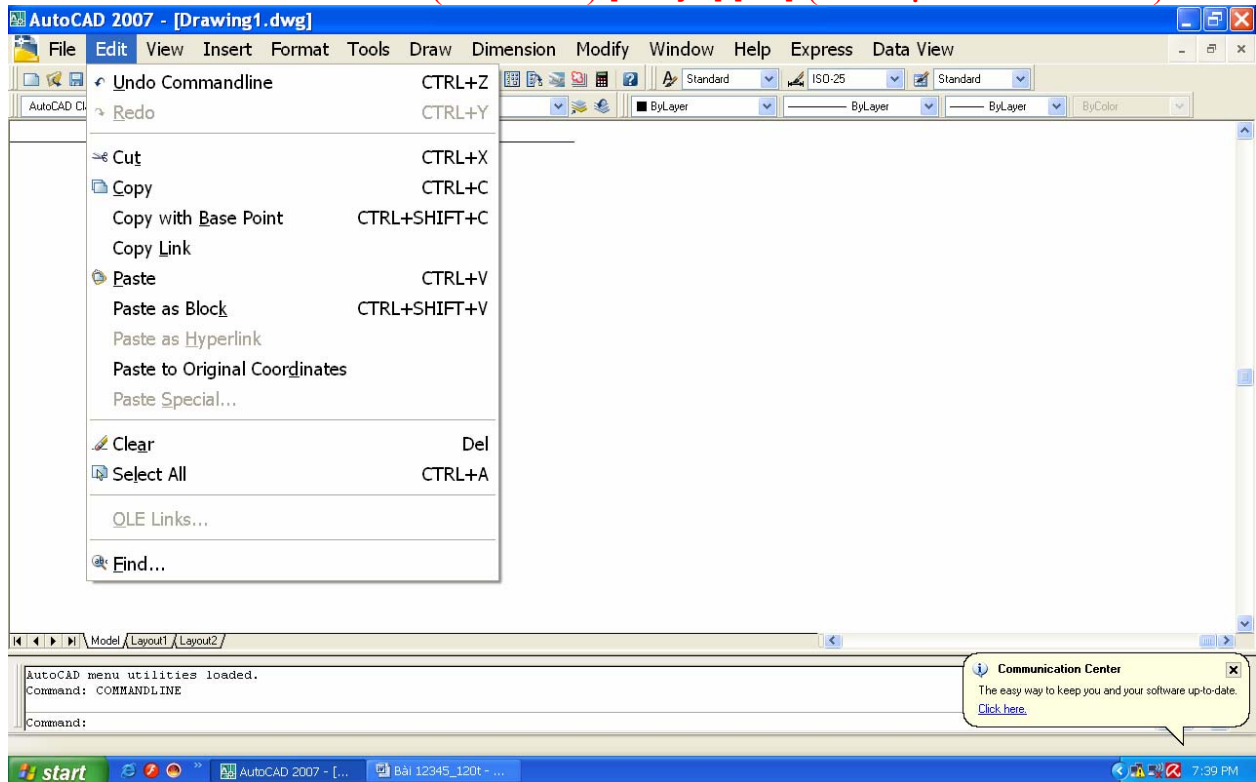 AutoCAD 2007 - [Drawing1.dwg]
File Edit View Insert Format Tools Draw Dimension Modify Window Help Express Data View
Standard ISO-25 Standard
ByLayer ByLayer ByLayer ByColor
Undo Commandline CTRL+Z
Redo CTRL+Y
Cut CTRL+X
Copy CTRL+C
Copy with Base Point CTRL+SHIFT+C
Copy Link
Paste CTRL+V
Paste as Block CTRL+SHIFT+V
Paste as Hyperlink
Paste to Original Coordinates
Paste Special...
Clear Del
Select All CTRL+A
OLE Links...
Find...
Model Layout1 Layout2
AutoCAD menu utilities loaded.
Command: COMMANDLINE
Command:
Communication Center
The easy way to keep you and your software up-to-date.
Click here.
start AutoCAD 2007 - [... Bài 12345_120t - ... 7:39 PM